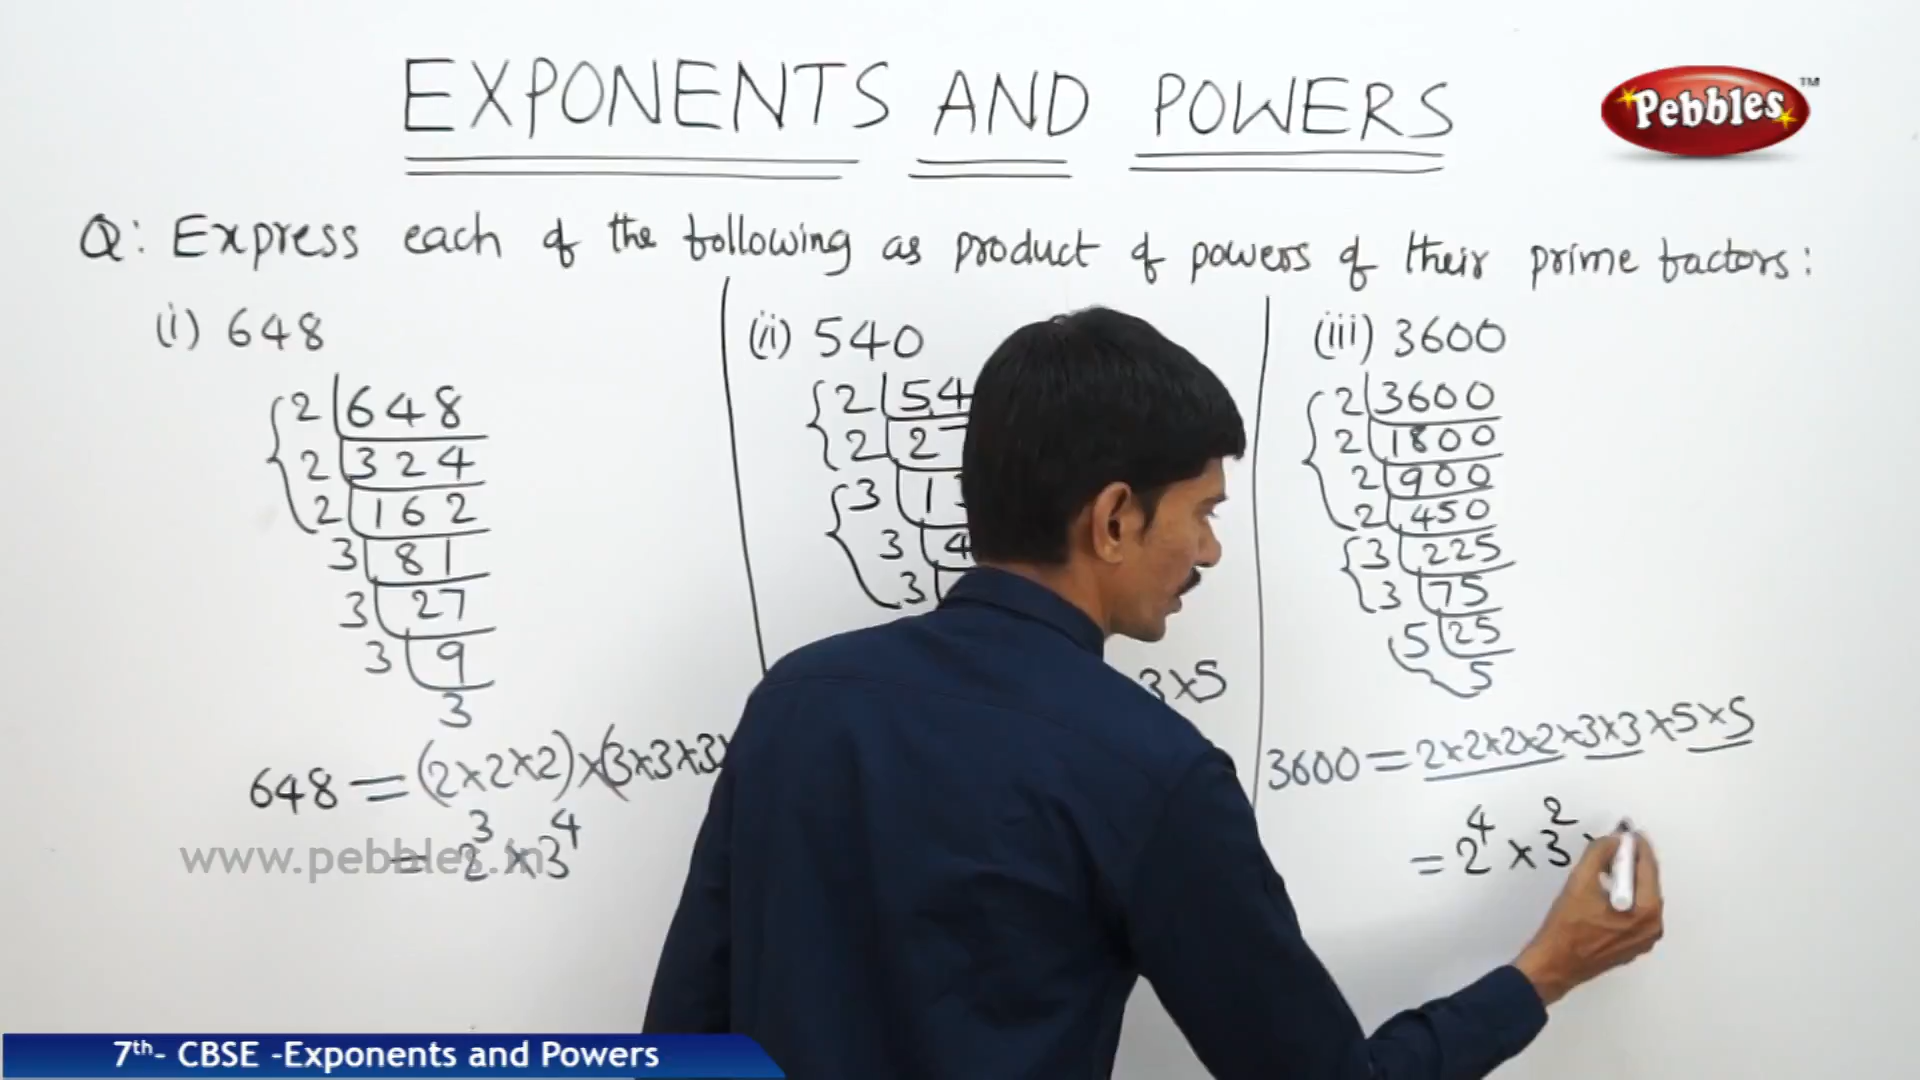 EXPONENTS AND POWERS
Pebbles™
Q: Express each of the following as product of powers of their prime factors:
(i) 648
2 648
2 324
2 162
3 81
3 27
3 9
3
648 = (2×2×2)×(3×3×3
= 2³ × 3⁴
(ii) 540
2 54
2 27
3 1
3 4
3
3×5
(iii) 3600
2 3600
2 1800
2 900
2 450
3 225
3 75
5 25
5
3600 = 2×2×2×2×3×3×5×5
= 2⁴ × 3² ×
www.pebbles.in
7th- CBSE -Exponents and Powers